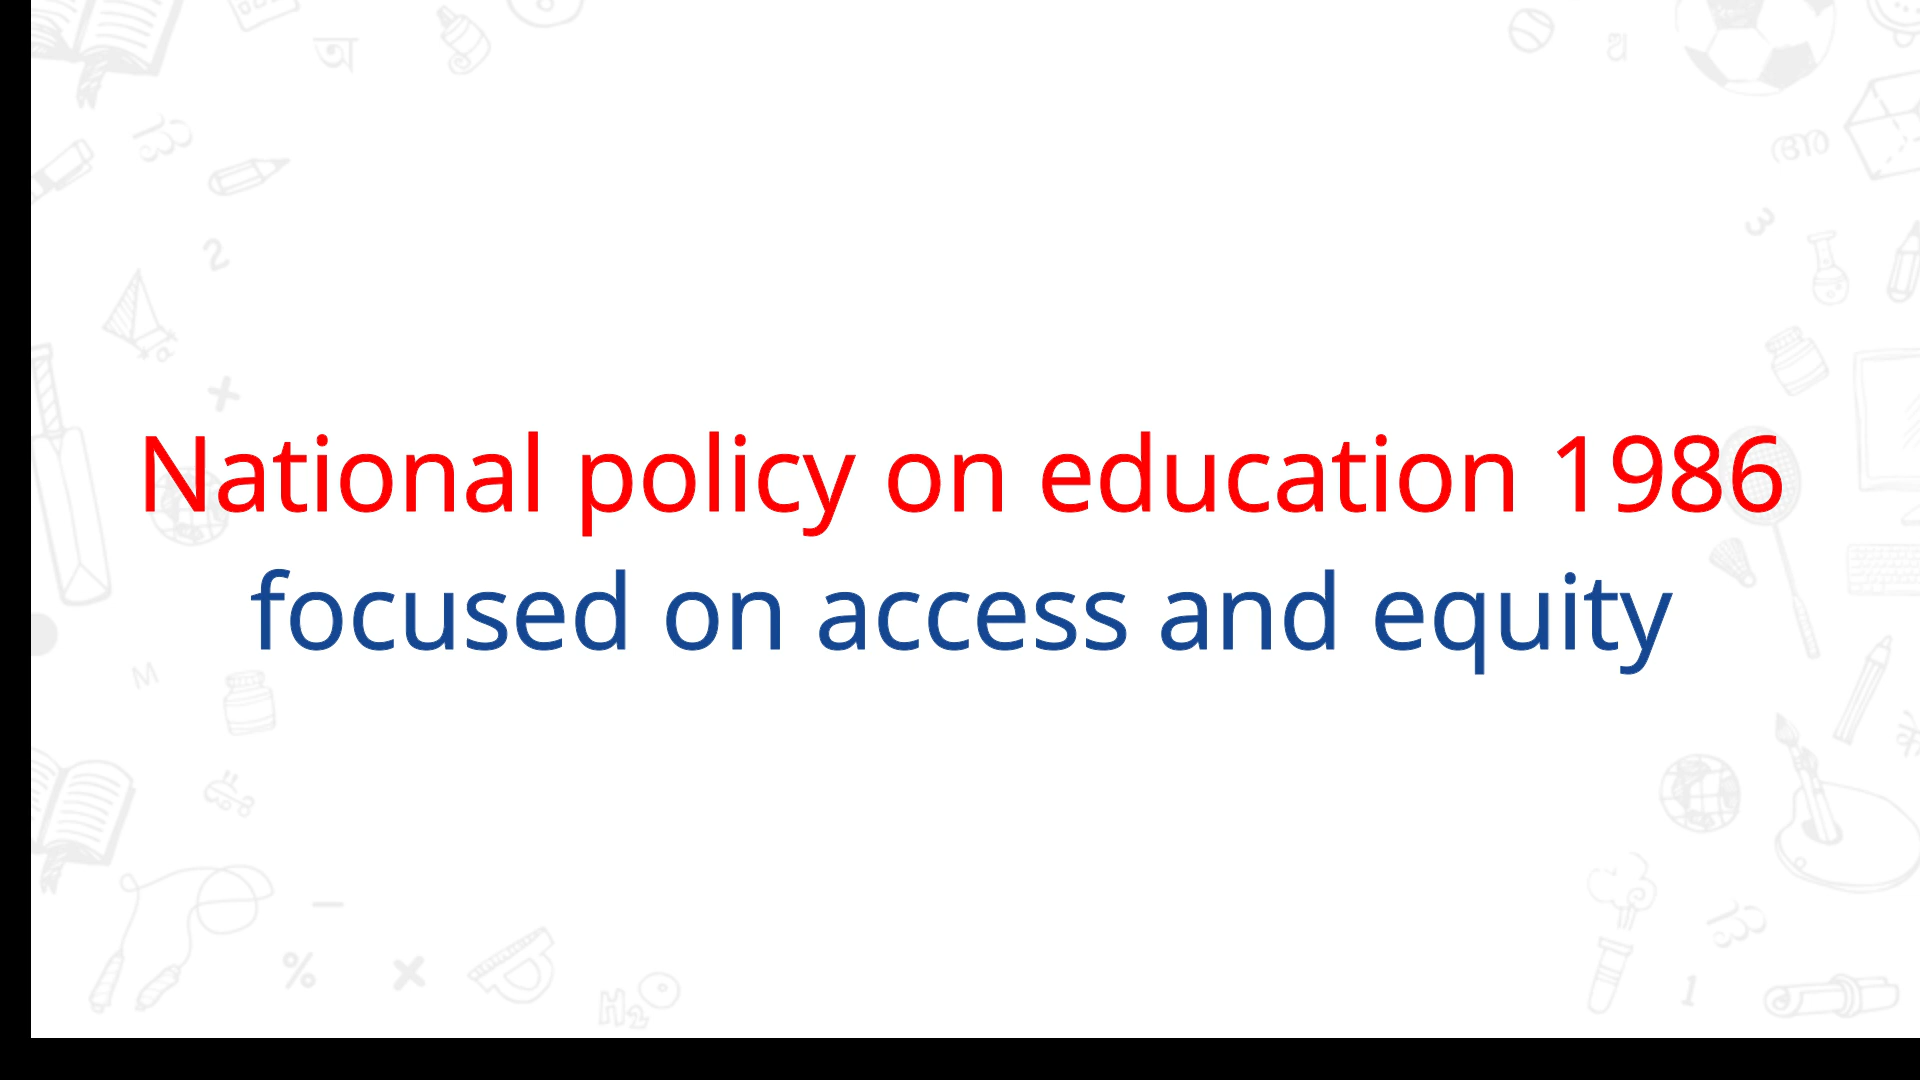 National policy on education 1986
focused on access and equity